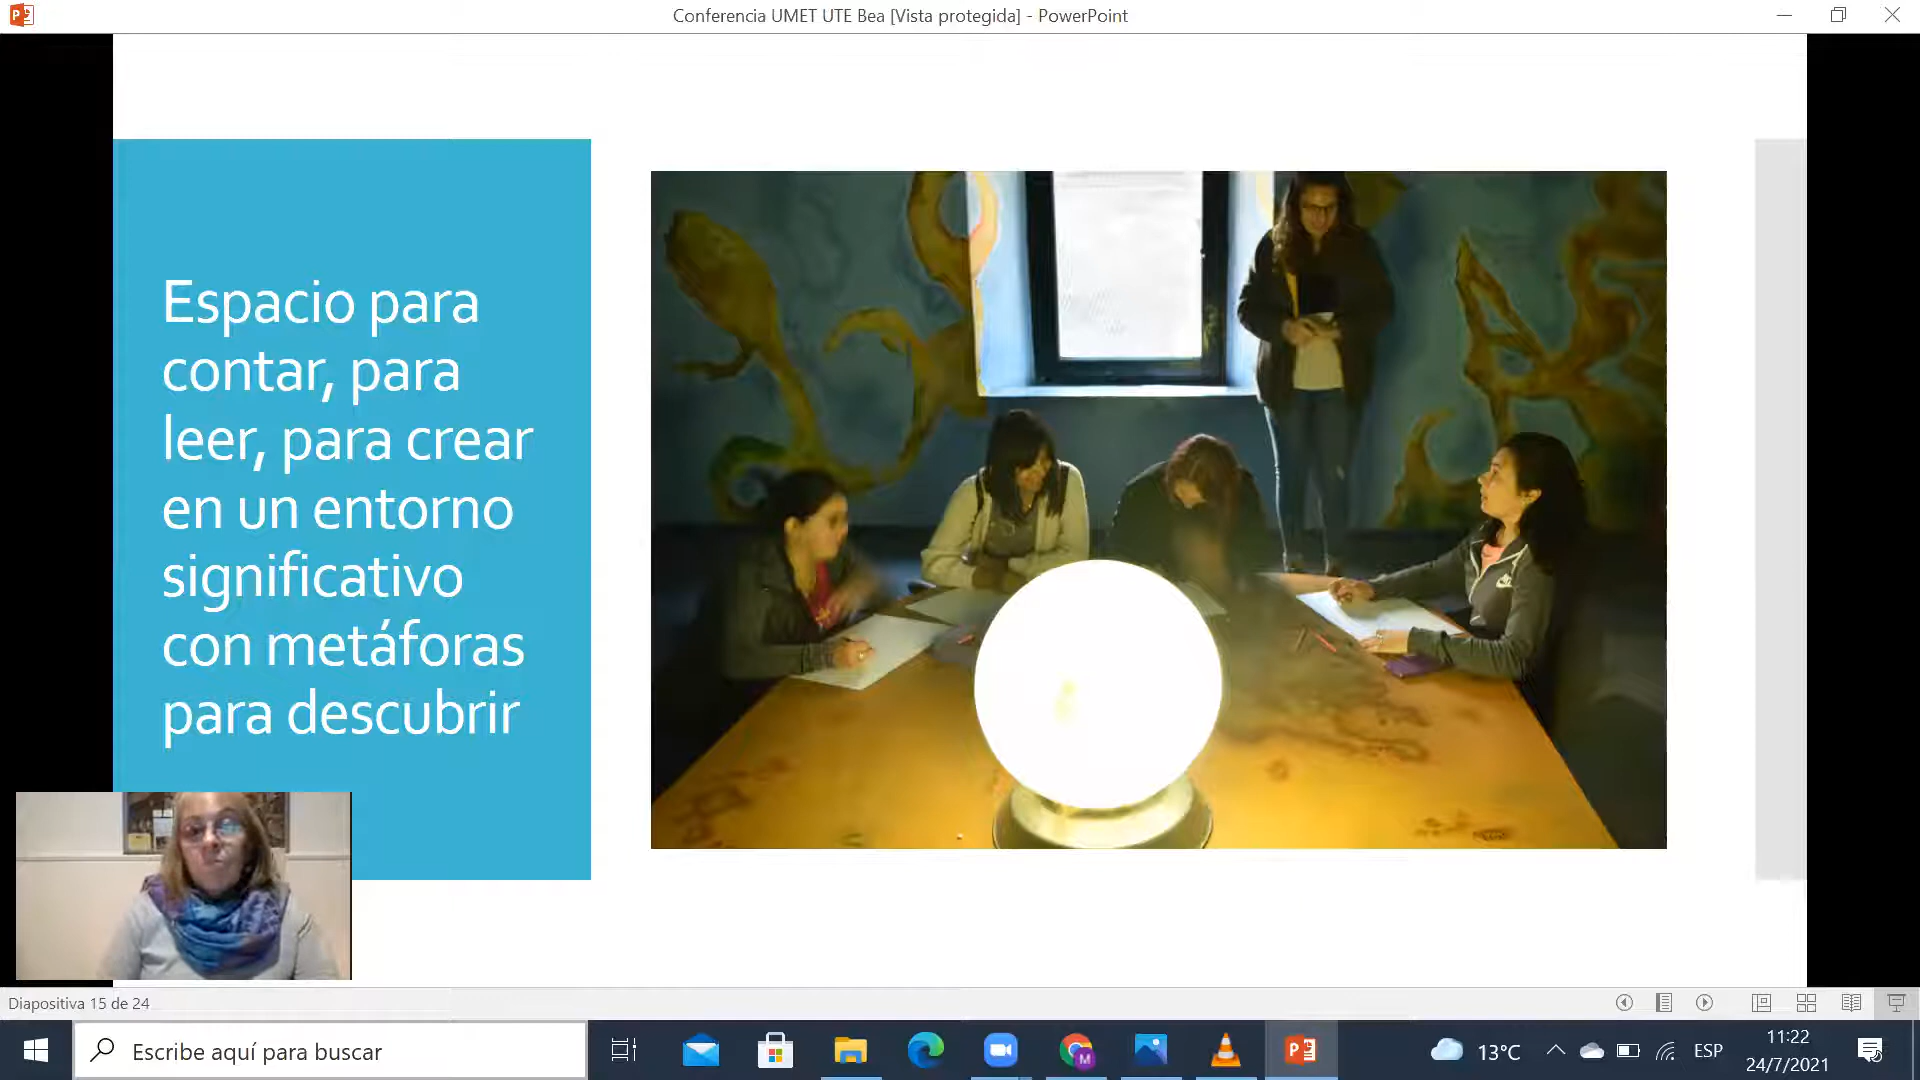 Conferencia UMET UTE Bea [Vista protegida] - PowerPoint
Espacio para
contar, para
leer, para crear
en un entorno
significativo
con metáforas
para descubrir
Diapositiva 15 de 24
Escribe aquí para buscar
13°C
ESP
11:22
24/7/2021